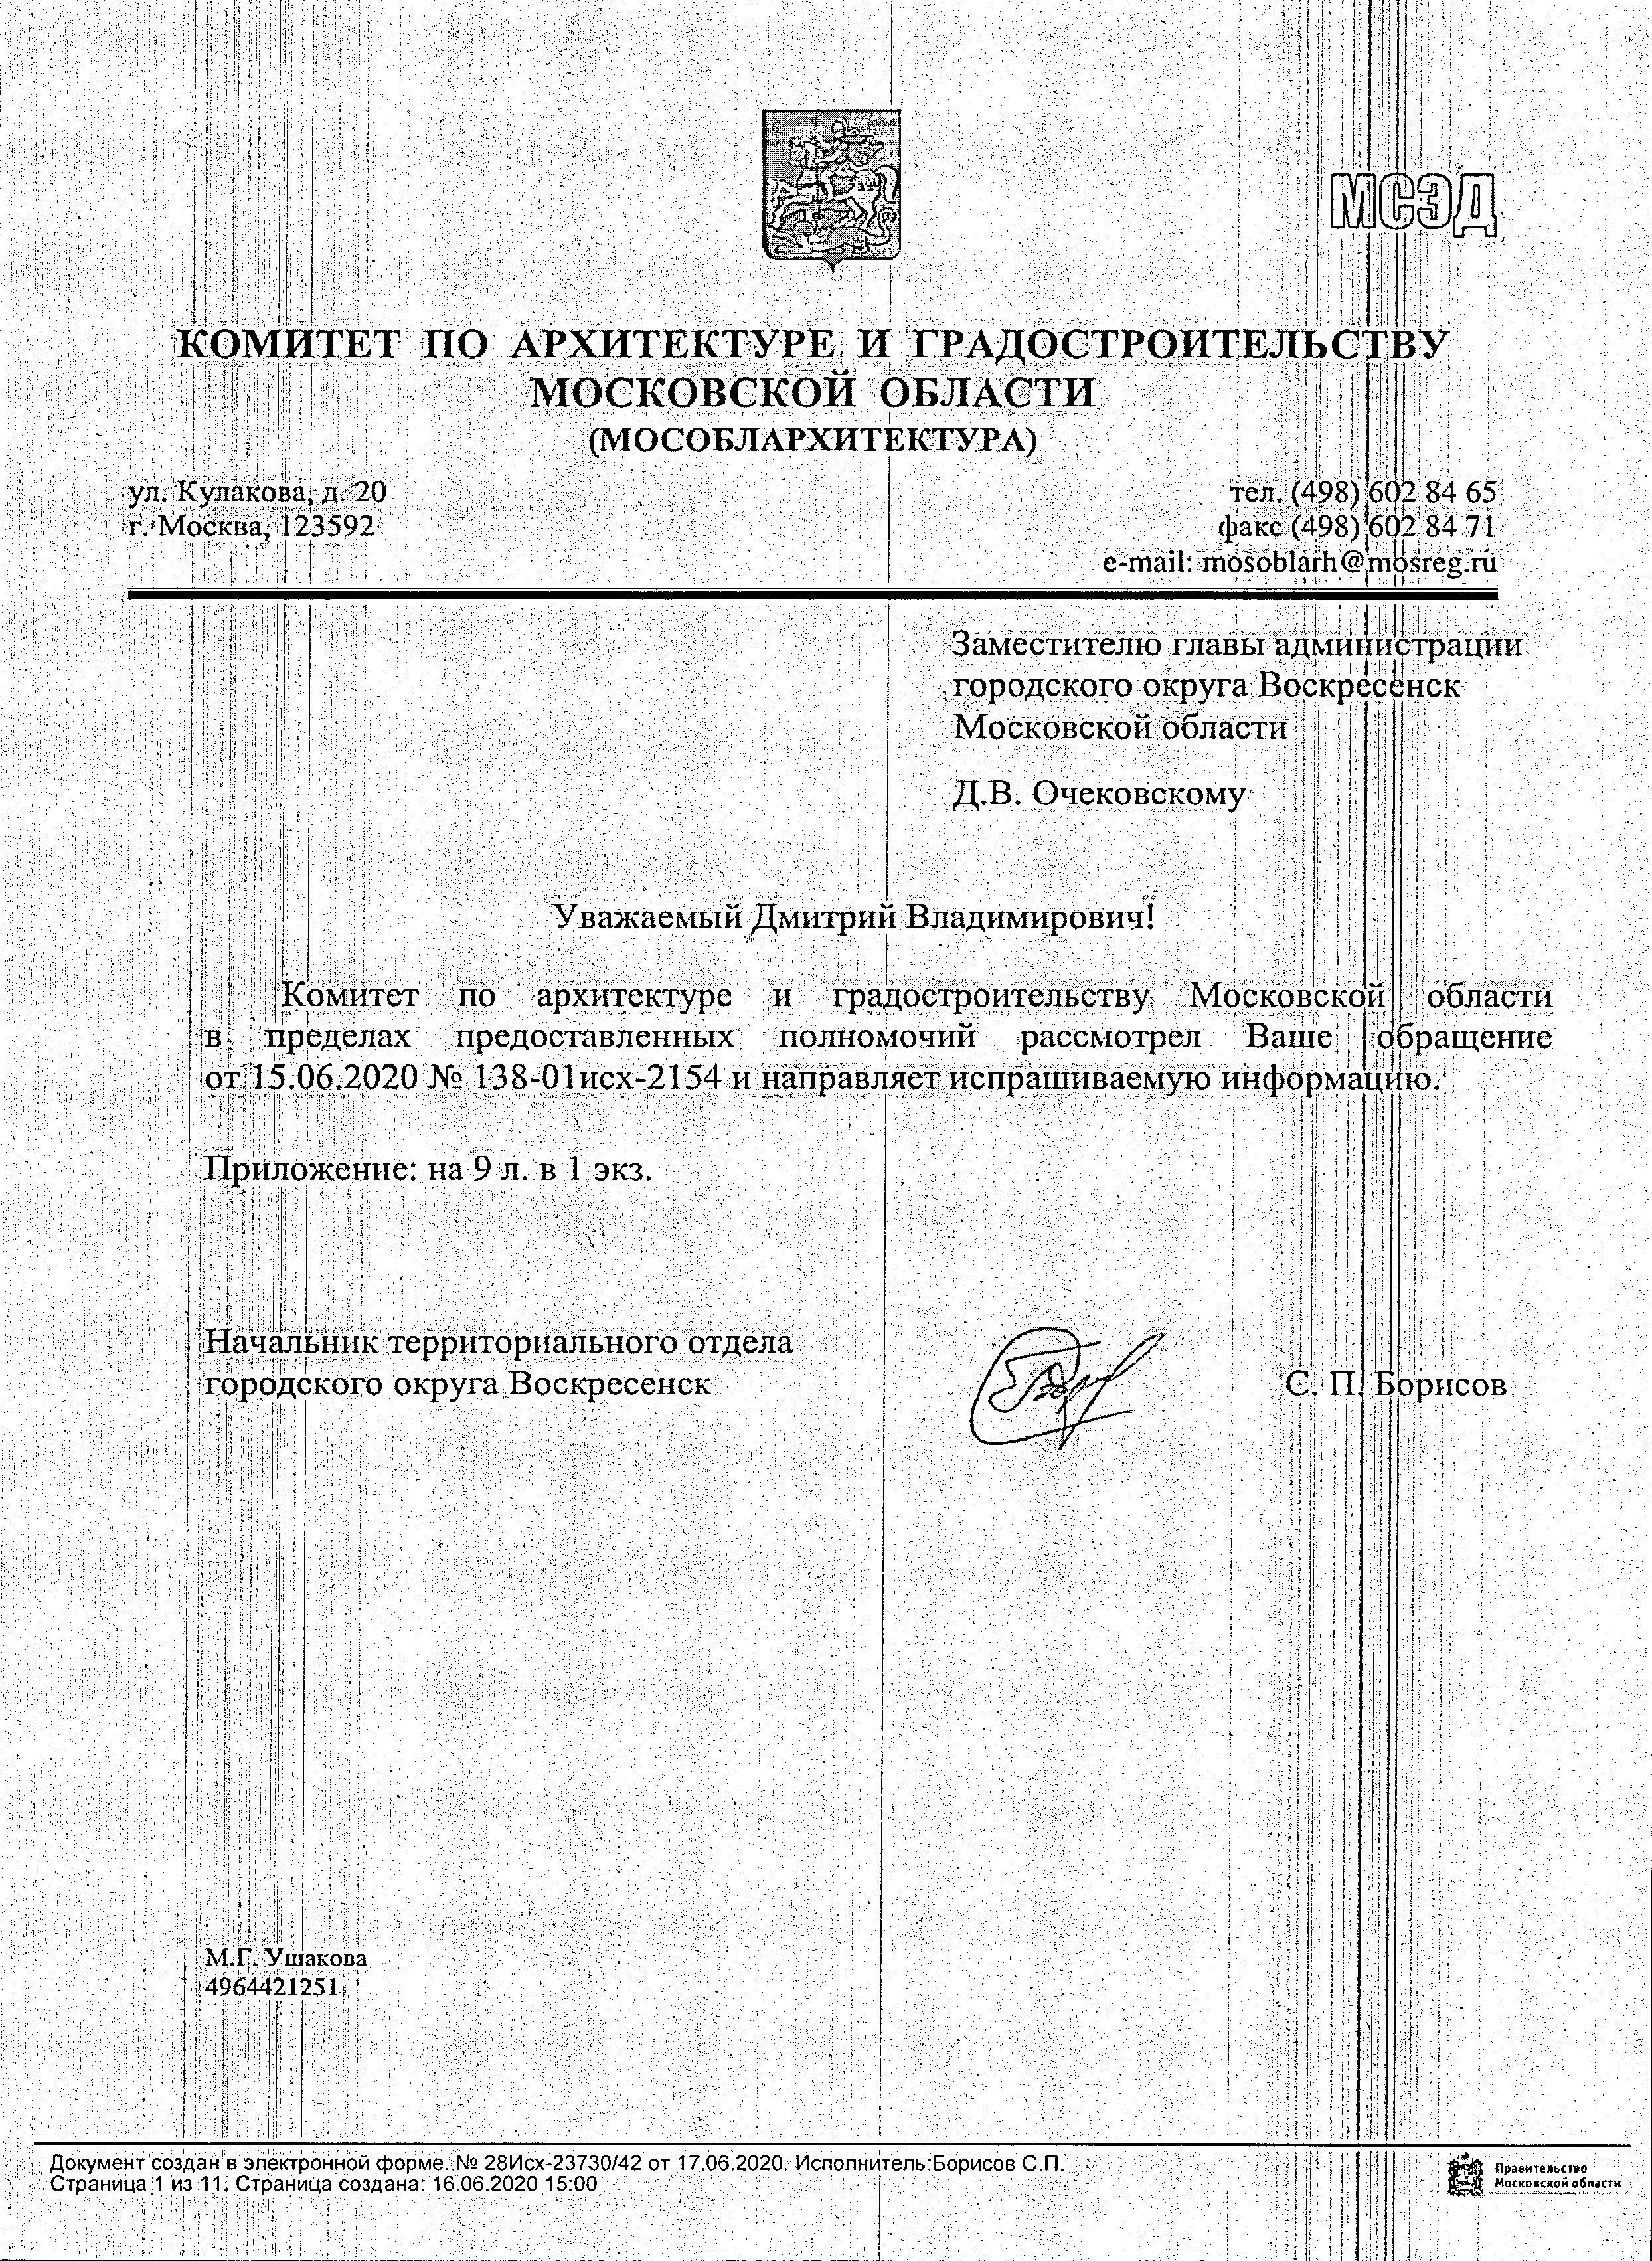 МСЭД
КОМИТЕТ ПО АРХИТЕКТУРЕ И ГРАДОСТРОИТЕЛЬСТВУ
МОСКОВСКОЙ ОБЛАСТИ
(МОСОБЛАРХИТЕКТУРА)
ул. Кулакова, д. 20
г. Москва, 123592
тел. (498) 602 84 65
факс (498) 602 84 71
e-mail: mosoblarh@mosreg.ru
Заместителю главы администрации
городского округа Воскресенск
Московской области
Д.В. Очековскому
Уважаемый Дмитрий Владимирович!
Комитет по архитектуре и градостроительству Московской области
в пределах предоставленных полномочий рассмотрел Ваше обращение
от 15.06.2020 № 138-01исх-2154 и направляет испрашиваемую информацию.
Приложение: на 9 л. в 1 экз.
Начальник территориального отдела
городского округа Воскресенск
С. П. Борисов
М.Г. Ушакова
4964421251
Документ создан в электронной форме. № 28Исх-23730/42 от 17.06.2020. Исполнитель:Борисов С.П.
Страница 1 из 11. Страница создана: 16.06.2020 15:00
Правительство
Московской области